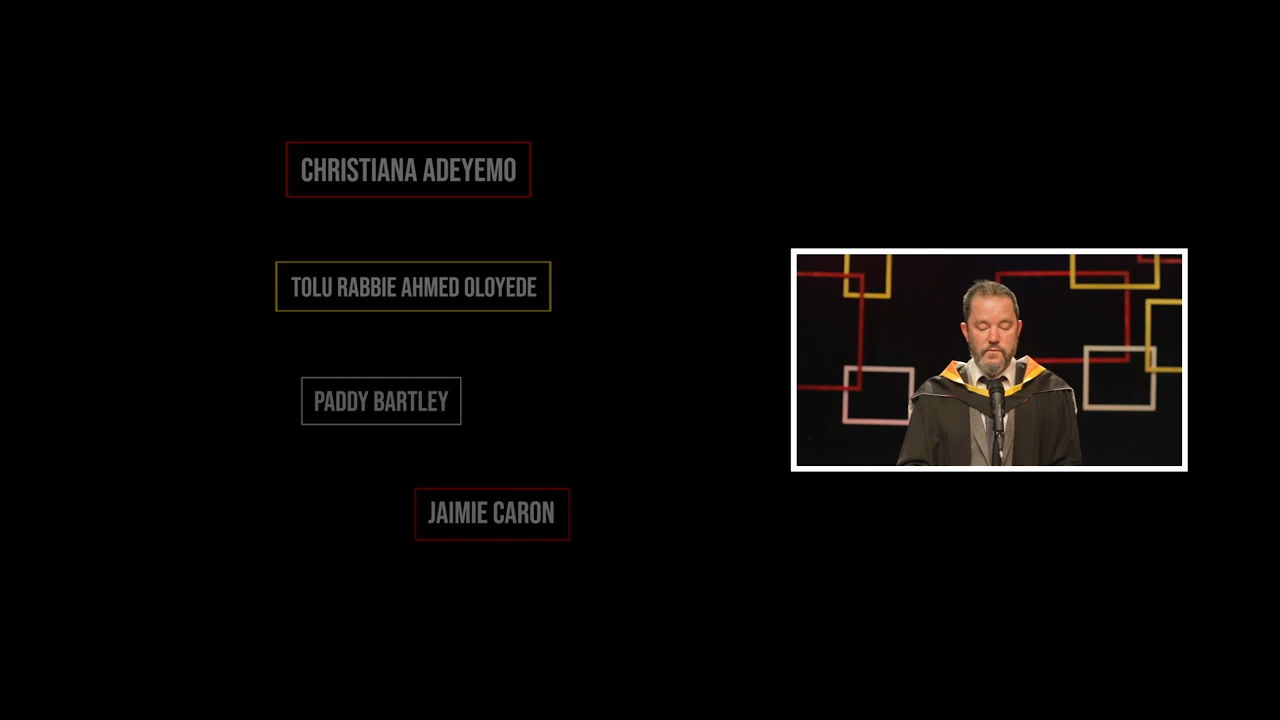 CHRISTIANA ADEYEMO
TOLU RABBIE AHMED OLOYEDE
PADDY BARTLEY
JAIMIE CARON